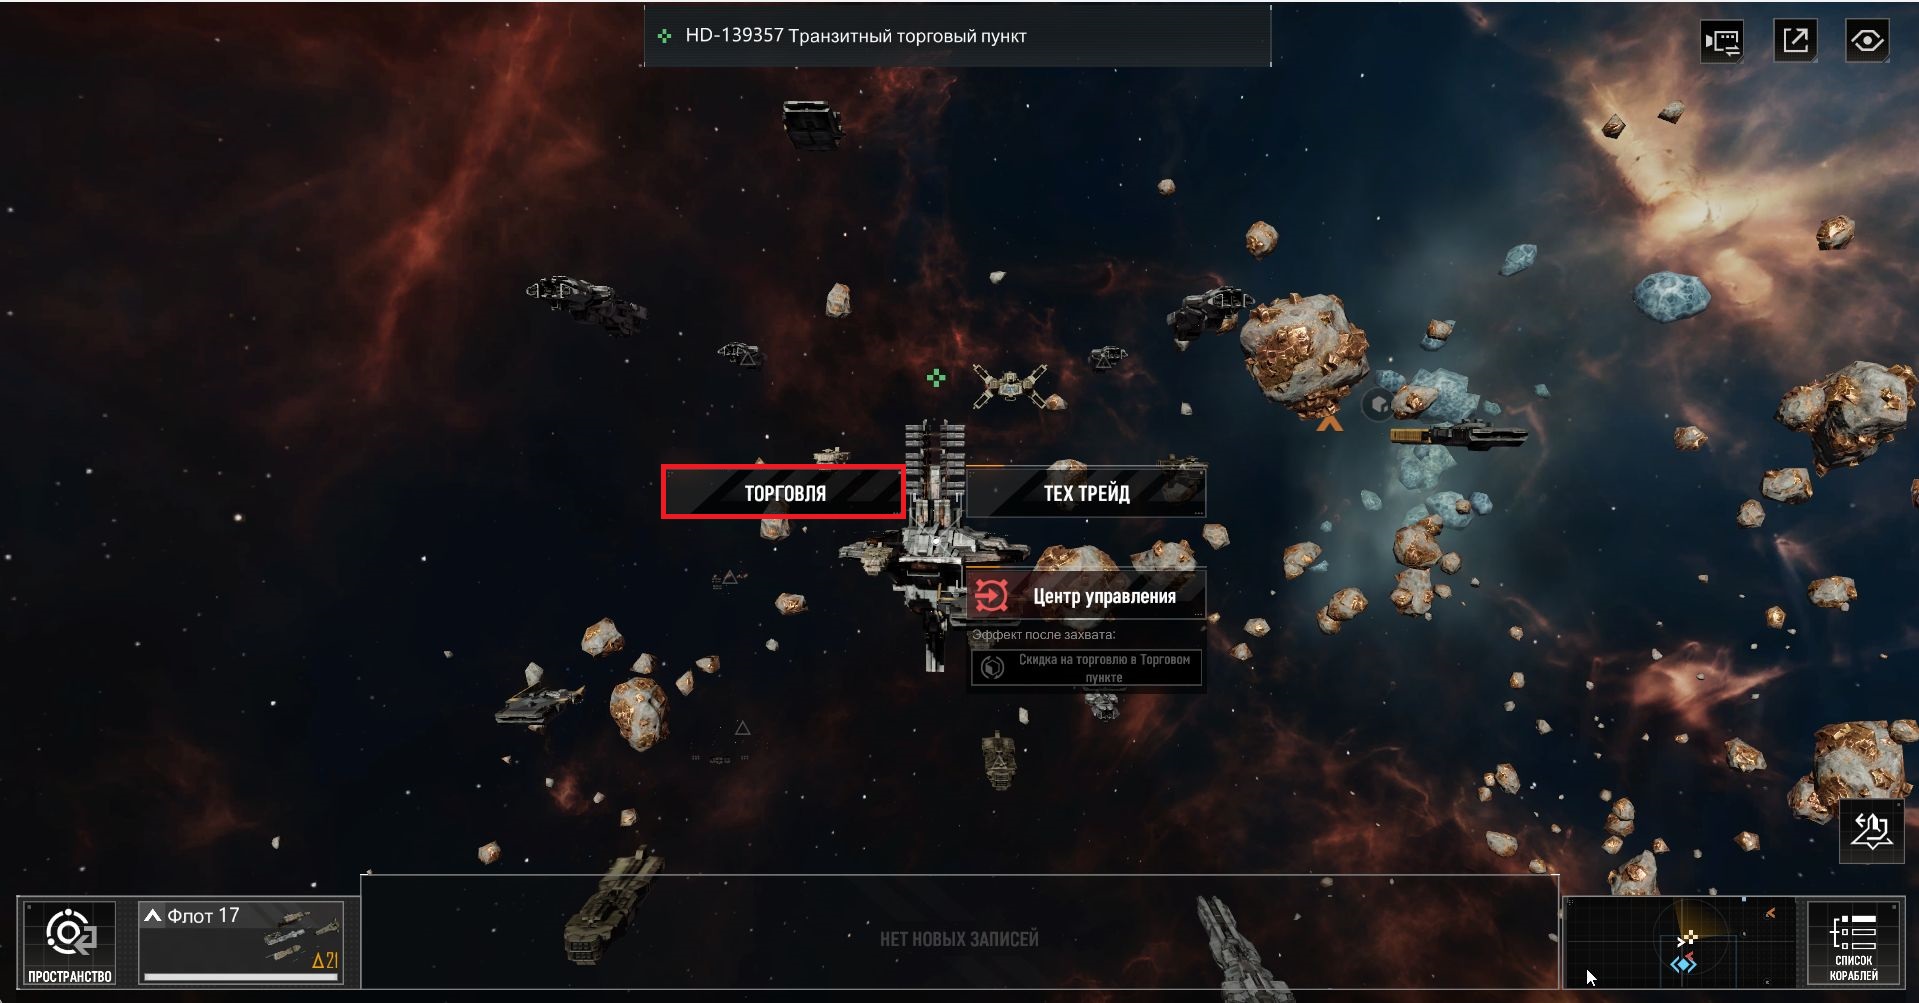 HD-139357 Транзитный торговый пункт
ТОРГОВЛЯ
ТЕХ ТРЕЙД
Центр управления
Эффект после захвата:
Скидка на торговлю в Торговом
пункте
ПРОСТРАНСТВО
Флот 17
21
НЕТ НОВЫХ ЗАПИСЕЙ
СПИСОК
КОРАБЛЕЙ